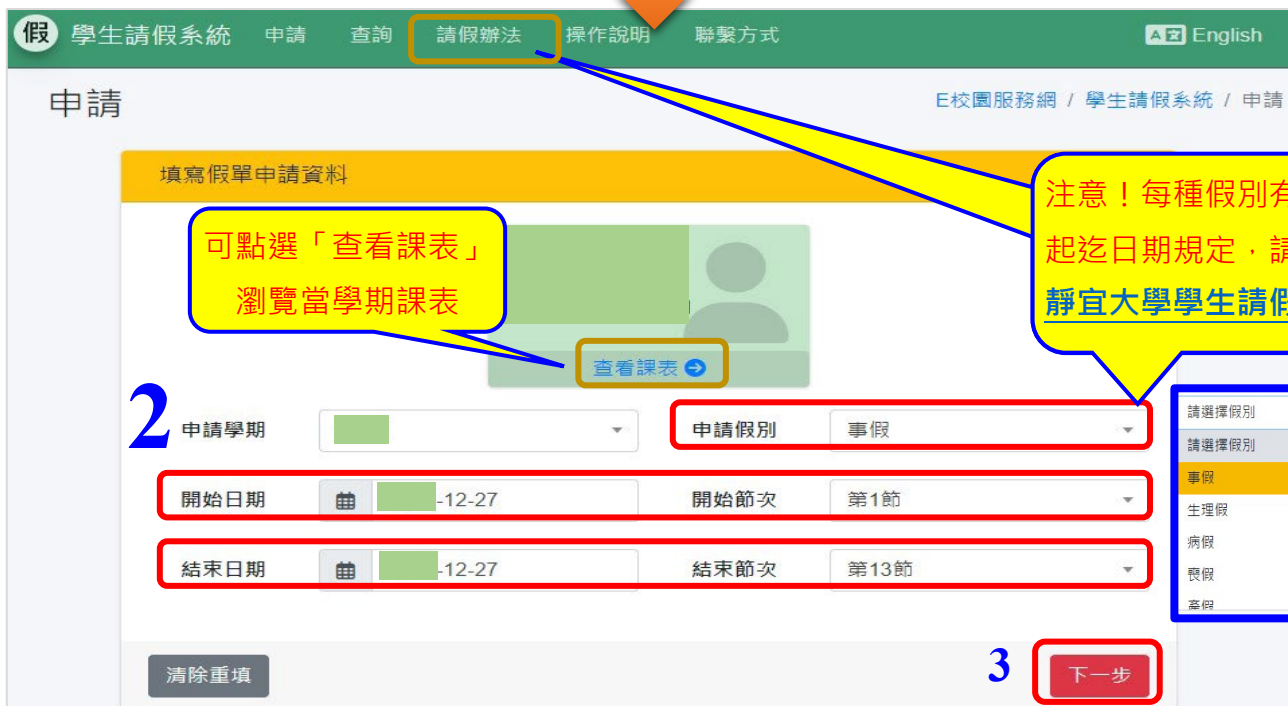 假 學生請假系統 申請 查詢 請假辦法 操作說明 聯繫方式 English
申請
E校園服務網 / 學生請假系統 / 申請
填寫假單申請資料
注意！每種假別有
起迄日期規定，請
靜宜大學學生請假
可點選「查看課表」
瀏覽當學期課表
查看課表
2
申請學期 申請假別 事假
開始日期 -12-27 開始節次 第1節
結束日期 -12-27 結束節次 第13節
請選擇假別
請選擇假別
事假
生理假
病假
喪假
產假
清除重填
3 下一步